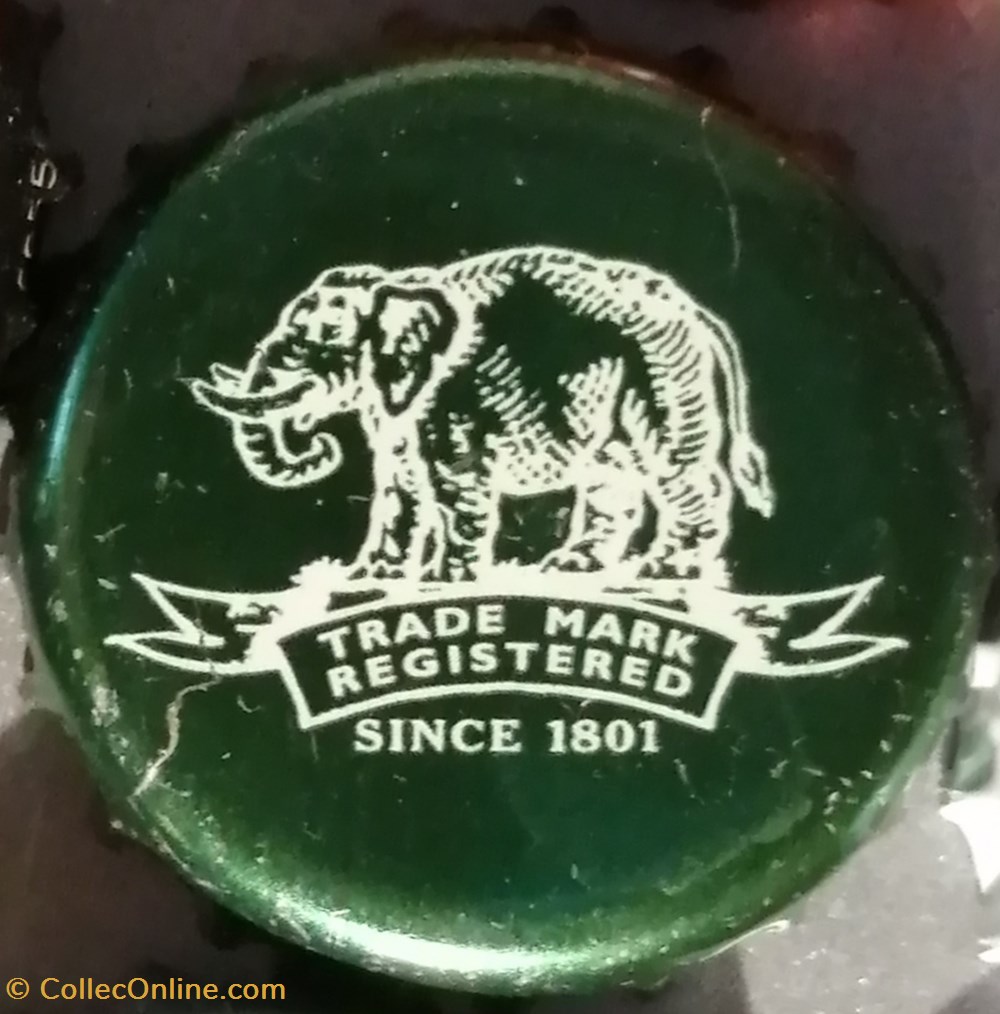 TRADE MARK
REGISTERED
SINCE 1801
© CollecOnline.com